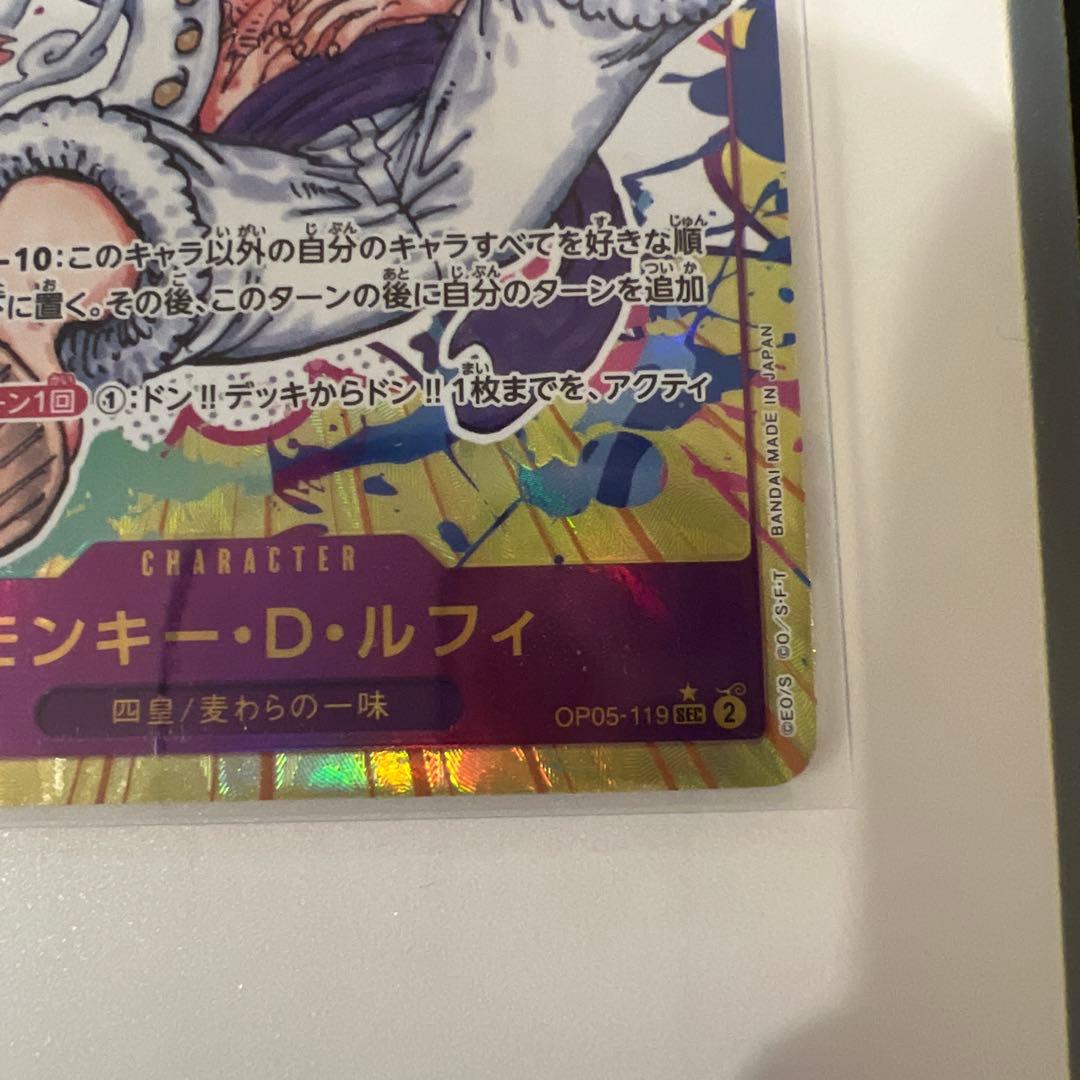 -10:このキャラ以外の自分のキャラすべてを好きな順
に置く。その後、このターンの後に自分のターンを追加
ーン1回 ①:ドン!!デッキからドン!!1枚までを、アクティ
CHARACTER
モンキー・D・ルフィ
四皇/麦わらの一味
OP05-119 SEC 2
©EO/S ©O/S・F・T BANDAI MADE IN JAPAN